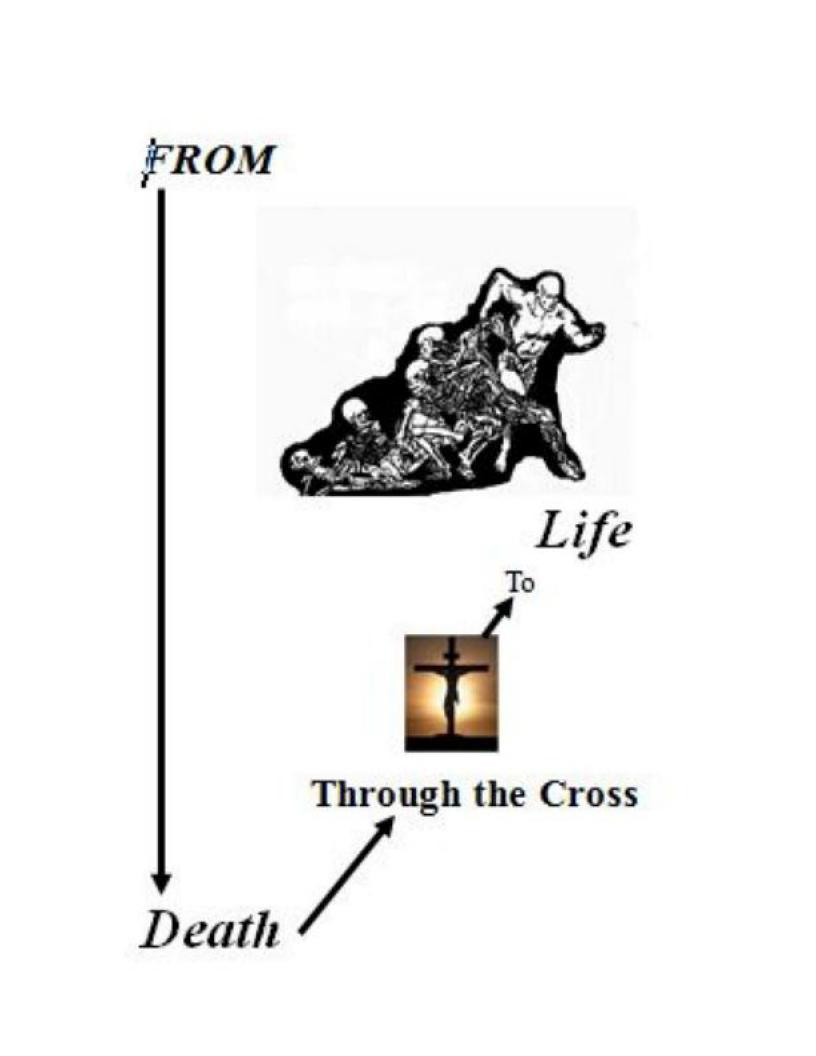 FROM
Life
To
Through the Cross
Death